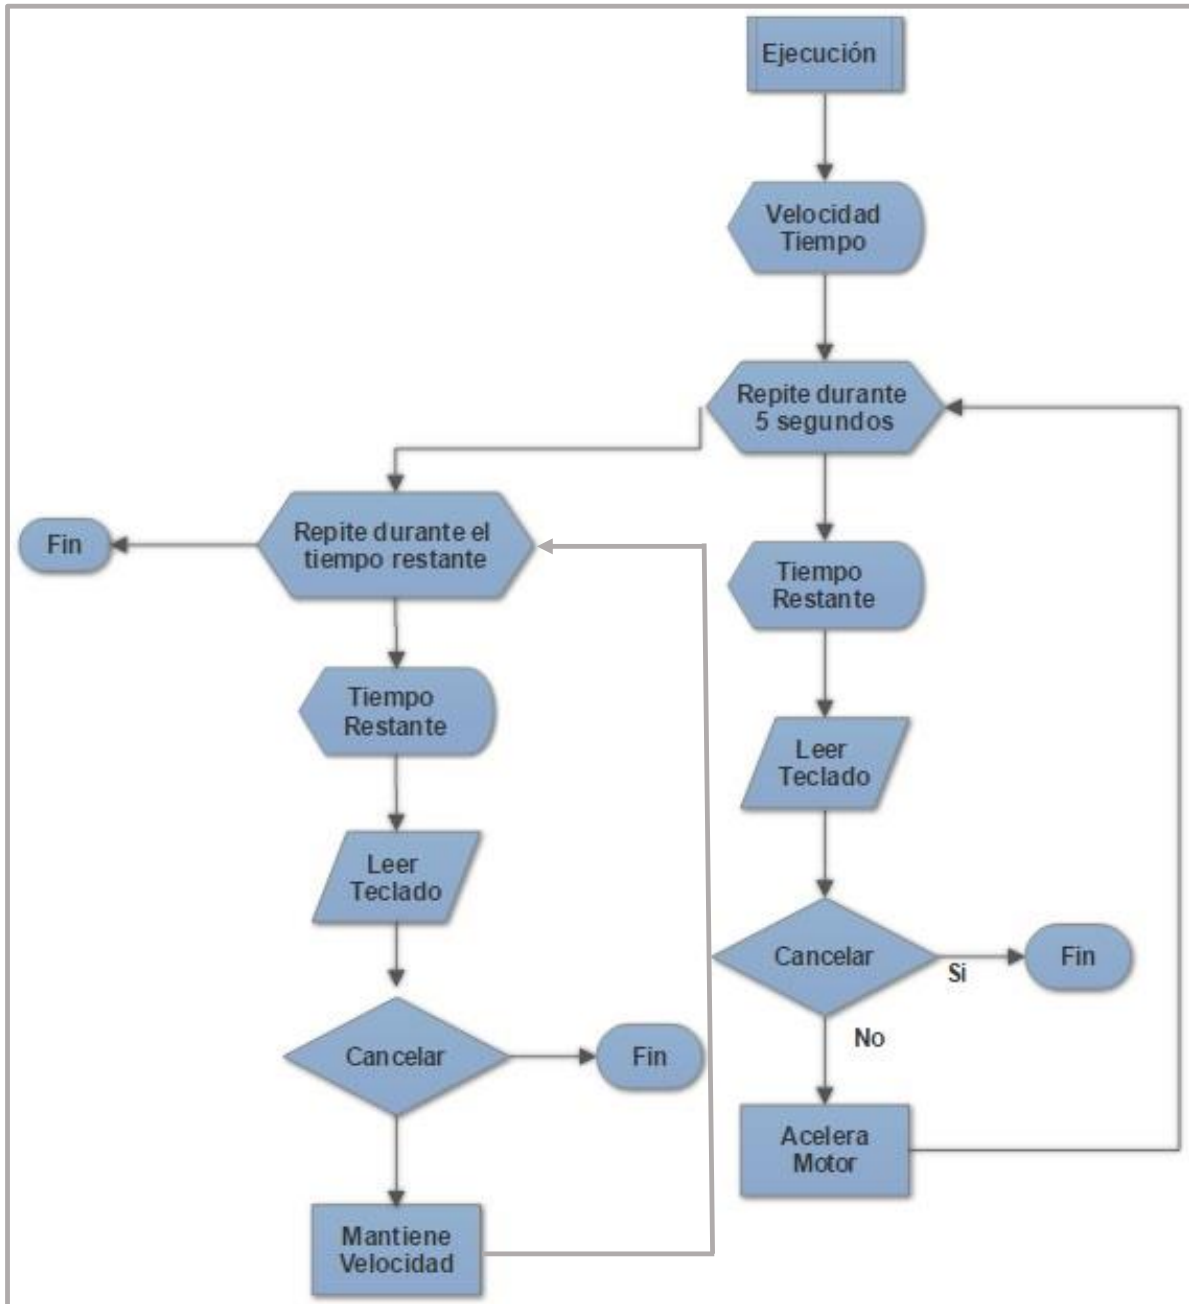 Ejecución
Velocidad
Tiempo
Repite durante
5 segundos
Repite durante el
tiempo restante
Fin
Tiempo
Restante
Leer
Teclado
Cancelar
Si
Fin
No
Acelera
Motor
Tiempo
Restante
Leer
Teclado
Cancelar
Fin
Mantiene
Velocidad